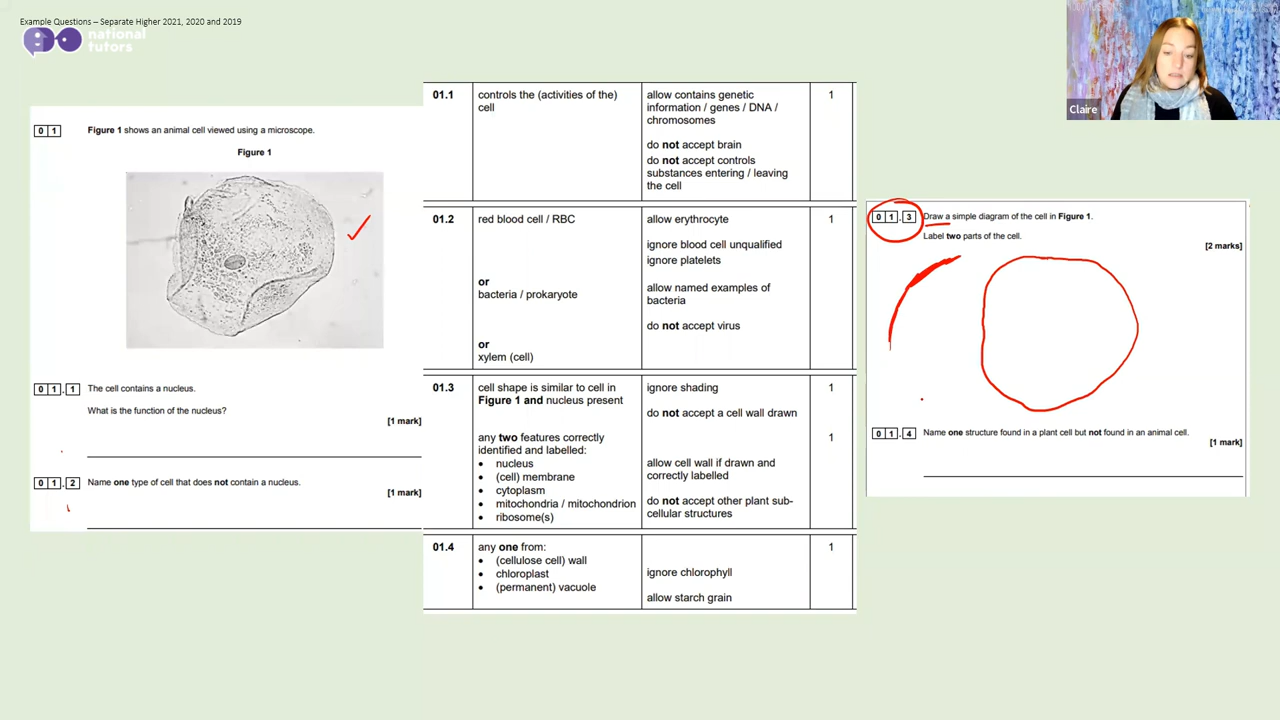 Example Questions – Separate Higher 2021, 2020 and 2019
national
tutors
Claire
0 1
Figure 1 shows an animal cell viewed using a microscope.
Figure 1
0 1 . 1
The cell contains a nucleus.
What is the function of the nucleus?
[1 mark]
0 1 . 2
Name one type of cell that does not contain a nucleus.
[1 mark]
01.1
controls the (activities of the)
cell
allow contains genetic
information / genes / DNA /
chromosomes
do not accept brain
do not accept controls
substances entering / leaving
the cell
1
01.2
red blood cell / RBC
or
bacteria / prokaryote
or
xylem (cell)
allow erythrocyte
ignore blood cell unqualified
ignore platelets
allow named examples of
bacteria
do not accept virus
1
01.3
cell shape is similar to cell in
Figure 1 and nucleus present
any two features correctly
identified and labelled:
• nucleus
• (cell) membrane
• cytoplasm
• mitochondria / mitochondrion
• ribosome(s)
ignore shading
do not accept a cell wall drawn
allow cell wall if drawn and
correctly labelled
do not accept other plant sub-
cellular structures
1
1
01.4
any one from:
• (cellulose cell) wall
• chloroplast
• (permanent) vacuole
ignore chlorophyll
allow starch grain
1
0 1 . 3
Draw a simple diagram of the cell in Figure 1.
Label two parts of the cell.
[2 marks]
0 1 . 4
Name one structure found in a plant cell but not found in an animal cell.
[1 mark]